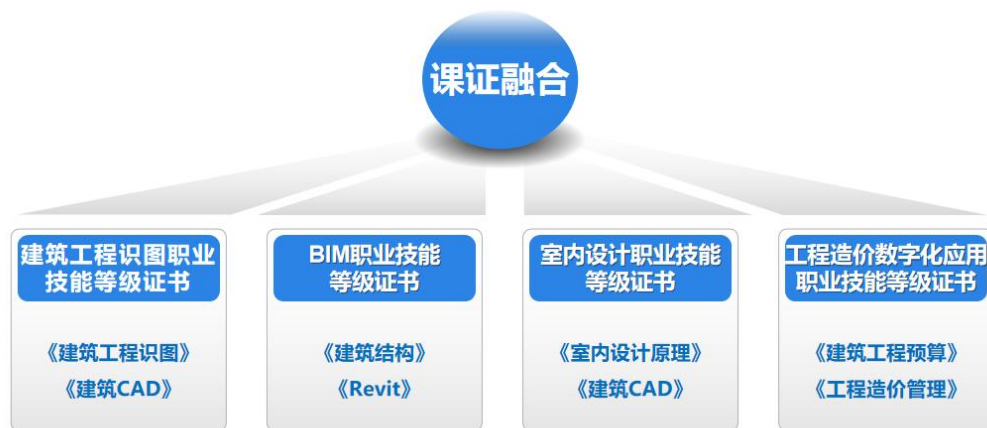 课证融合
建筑工程识图职业
技能等级证书
《建筑工程识图》
《建筑CAD》
BIM职业技能
等级证书
《建筑结构》
《Revit》
室内设计职业技能
等级证书
《室内设计原理》
《建筑CAD》
工程造价数字化应用
职业技能等级证书
《建筑工程预算》
《工程造价管理》